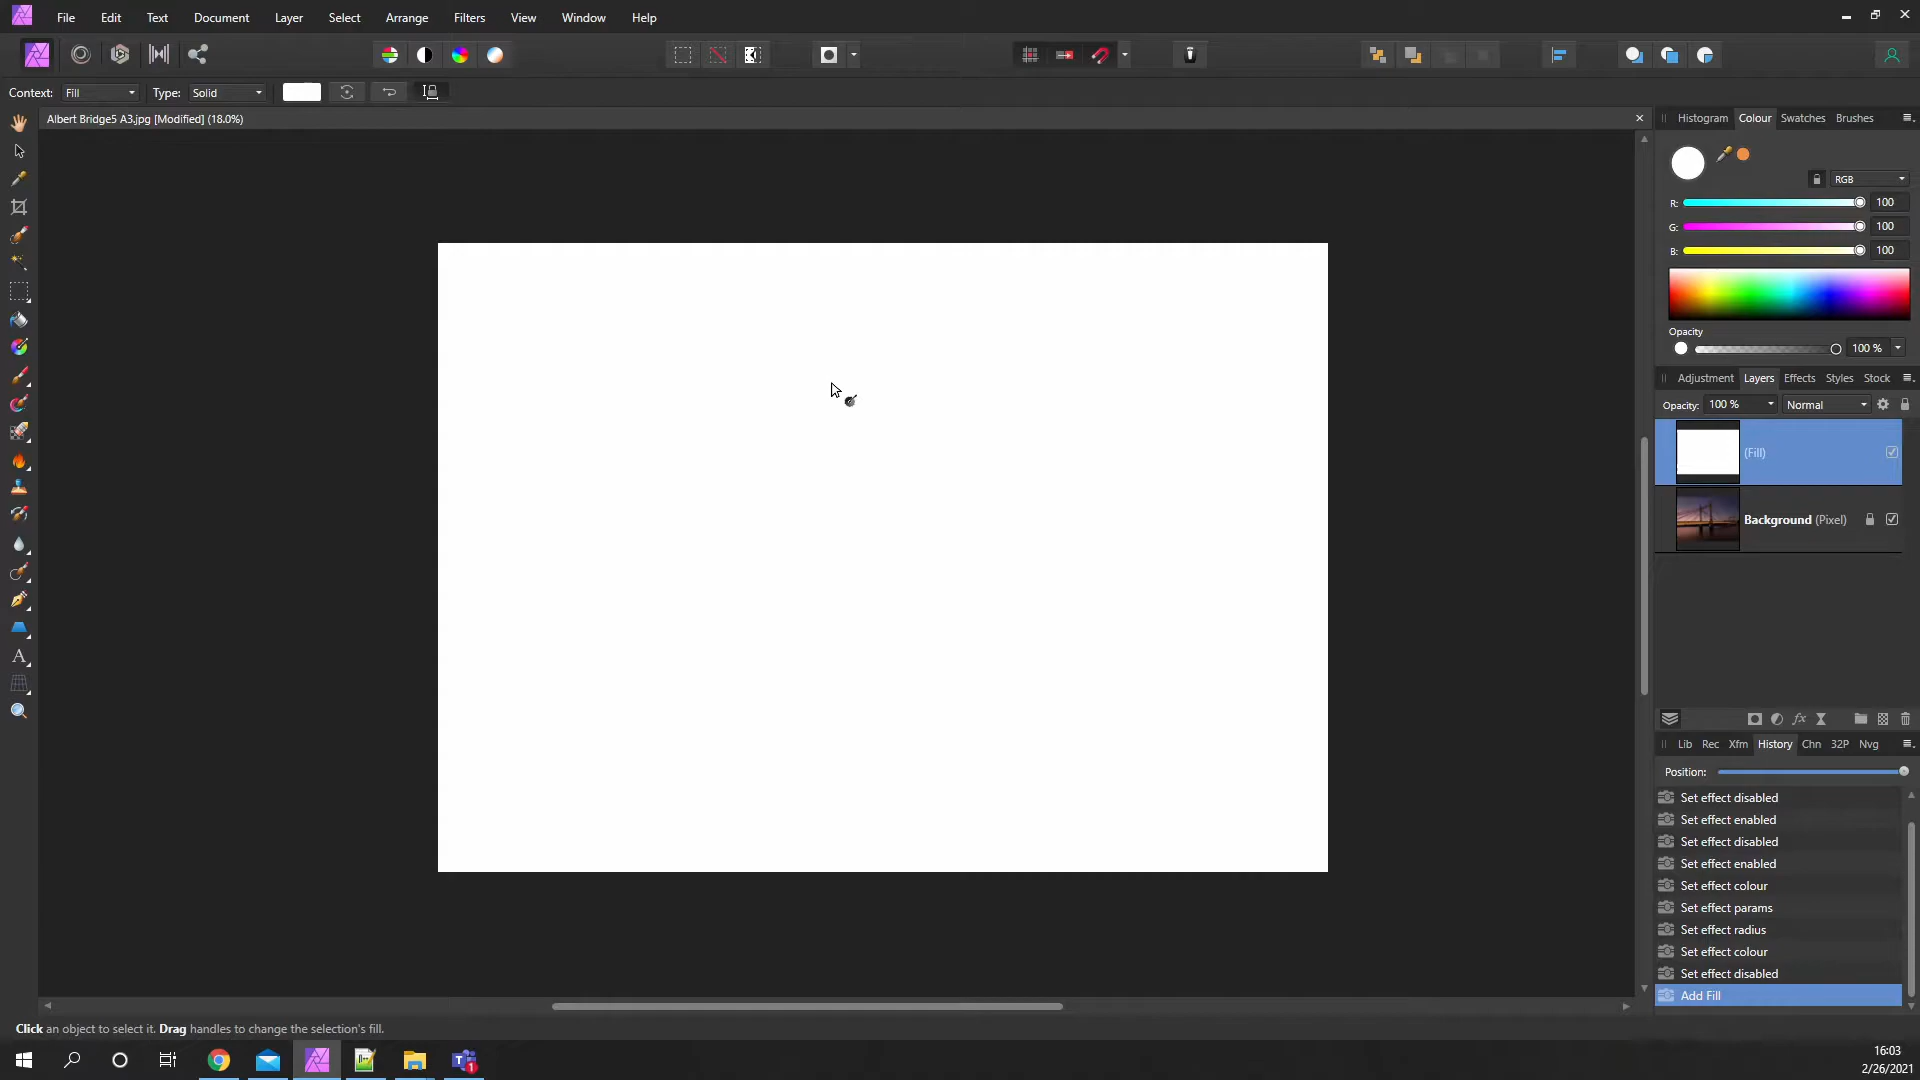 File Edit Text Document Layer Select Arrange Filters View Window Help
Context: Fill Type: Solid
Albert Bridge5 A3.jpg [Modified] (18.0%)
Histogram Colour Swatches Brushes
RGB
R: 100
G: 100
B: 100
Opacity
100 %
Adjustment Layers Effects Styles Stock
Opacity: 100 % Normal
(Fill)
Background (Pixel)
Lib Rec Xfm History Chn 32P Nvg
Position:
Set effect disabled
Set effect enabled
Set effect disabled
Set effect enabled
Set effect colour
Set effect params
Set effect radius
Set effect colour
Set effect disabled
Add Fill
Click an object to select it. Drag handles to change the selection's fill.
16:03
2/26/2021